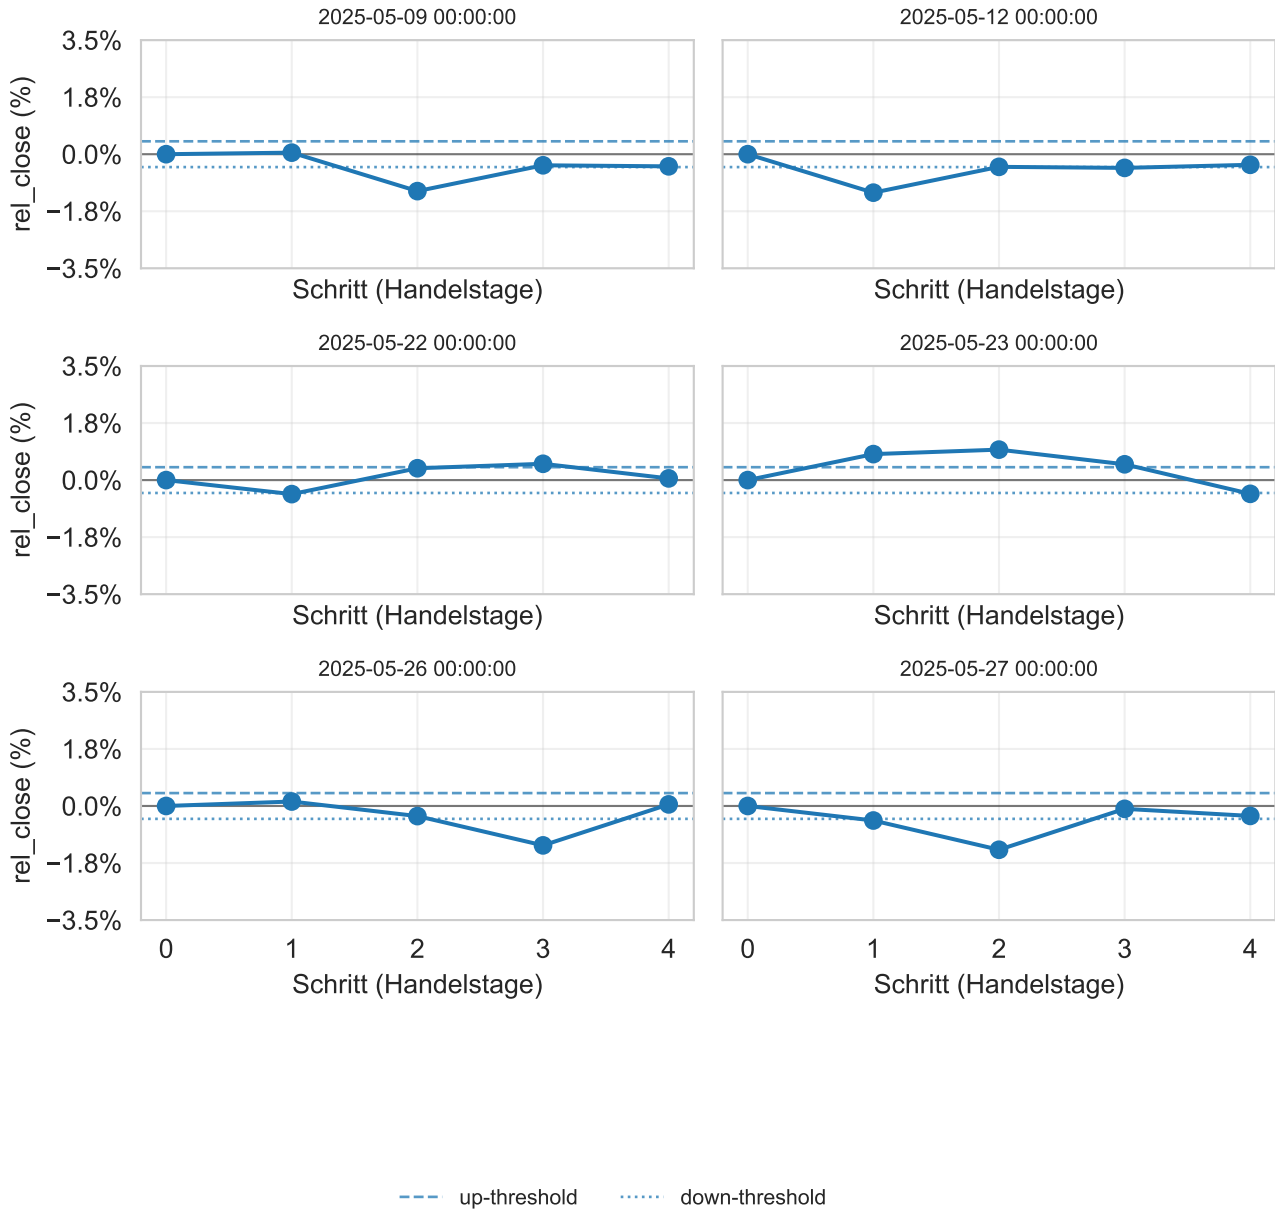 2025-05-09 00:00:00
2025-05-12 00:00:00
rel_close (%)
3.5%
1.8%
0.0%
−1.8%
−3.5%
Schritt (Handelstage)
Schritt (Handelstage)
2025-05-22 00:00:00
2025-05-23 00:00:00
rel_close (%)
3.5%
1.8%
0.0%
−1.8%
−3.5%
Schritt (Handelstage)
Schritt (Handelstage)
2025-05-26 00:00:00
2025-05-27 00:00:00
rel_close (%)
3.5%
1.8%
0.0%
−1.8%
−3.5%
0 1 2 3 4
0 1 2 3 4
Schritt (Handelstage)
Schritt (Handelstage)
up-threshold
down-threshold